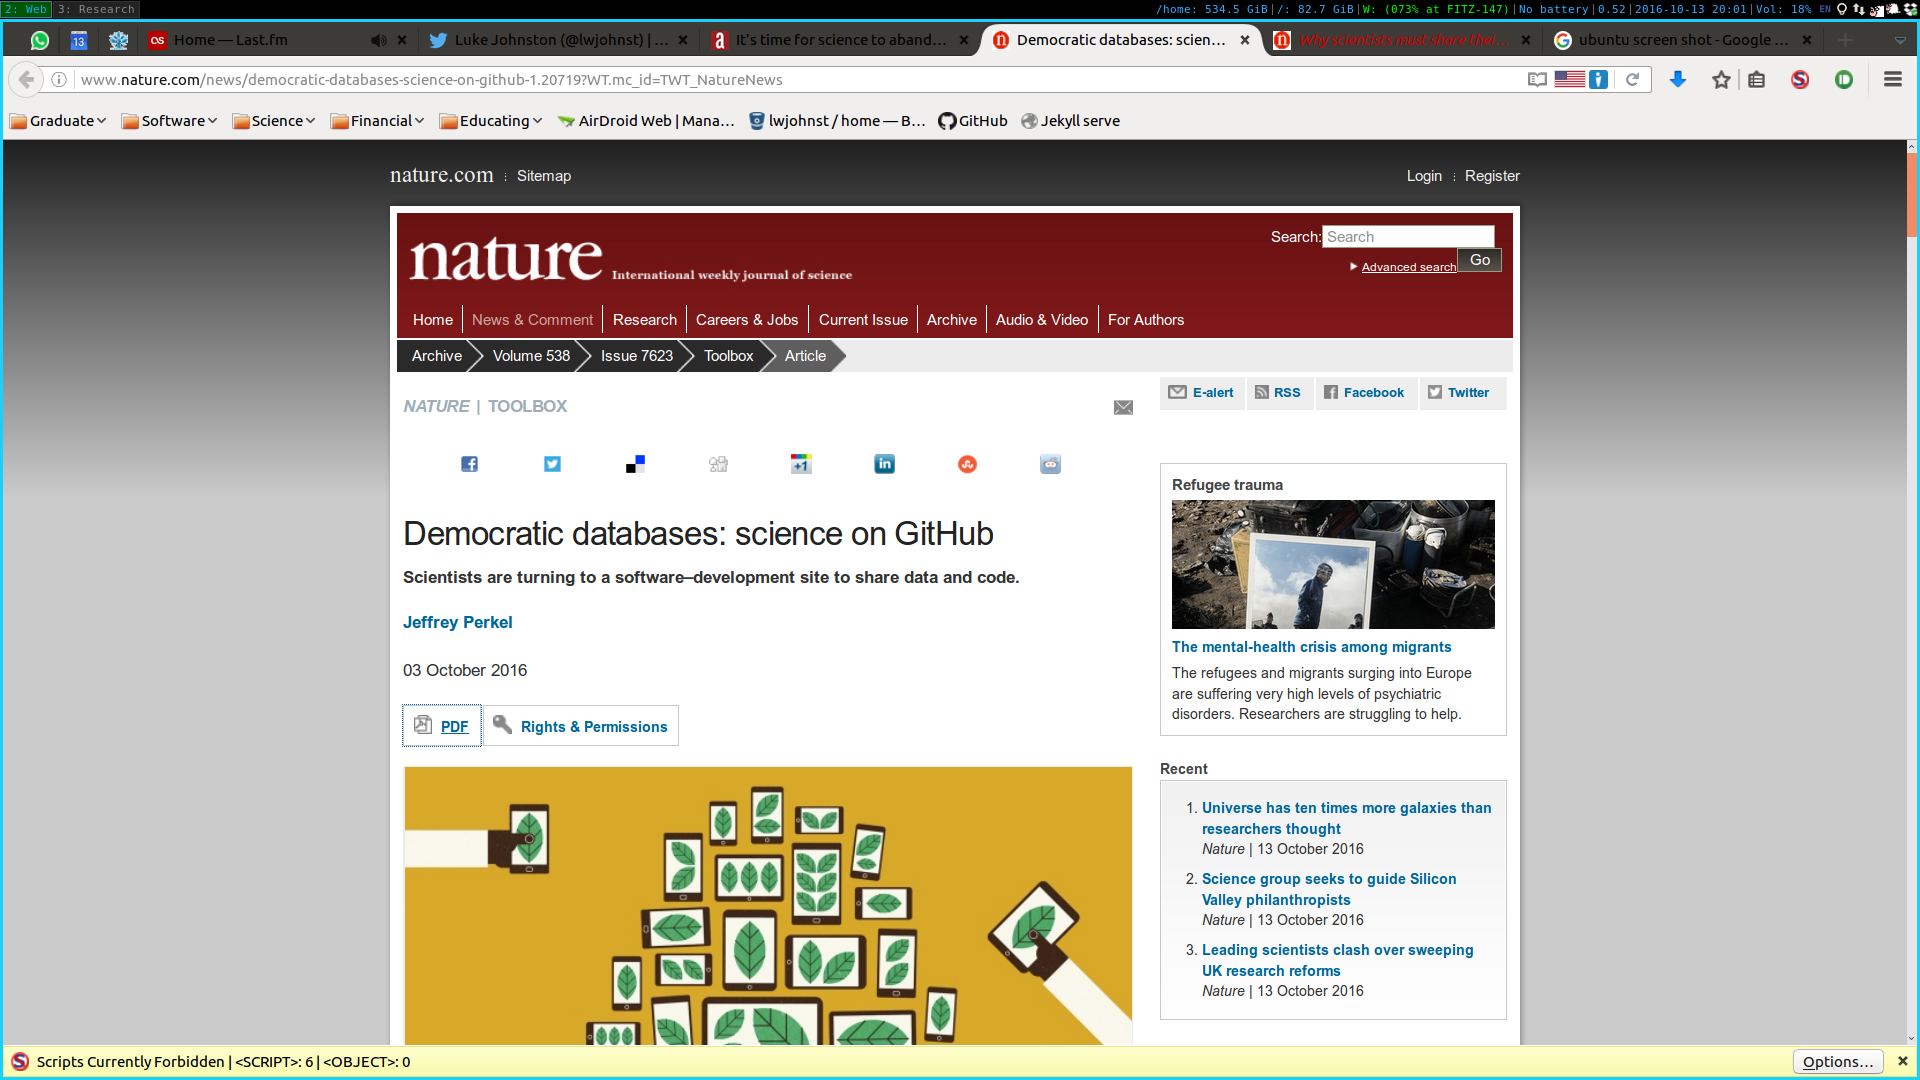 2: Web 3: Research
/home: 534.5 GiB|/: 82.7 GiB|W: (073% at FITZ-147)|No battery|0.52|2016-10-13 20:01|Vol: 18% EN
13 Home — Last.fm Luke Johnston (@lwjohnst) | ... It's time for science to aband... Democratic databases: scien... Why scientists must share thei... ubuntu screen shot - Google ...
www.nature.com/news/democratic-databases-science-on-github-1.20719?WT.mc_id=TWT_NatureNews
Graduate Software Science Financial Educating AirDroid Web | Mana... lwjohnst / home — B... GitHub Jekyll serve
nature.com Sitemap Login Register
nature International weekly journal of science
Search: Search
Advanced search Go
Home News & Comment Research Careers & Jobs Current Issue Archive Audio & Video For Authors
Archive Volume 538 Issue 7623 Toolbox Article
E-alert RSS Facebook Twitter
NATURE | TOOLBOX
+1 in
Democratic databases: science on GitHub
Scientists are turning to a software–development site to share data and code.
Jeffrey Perkel
03 October 2016
PDF Rights & Permissions
Refugee trauma
The mental-health crisis among migrants
The refugees and migrants surging into Europe
are suffering very high levels of psychiatric
disorders. Researchers are struggling to help.
Recent
1. Universe has ten times more galaxies than
researchers thought
Nature | 13 October 2016
2. Science group seeks to guide Silicon
Valley philanthropists
Nature | 13 October 2016
3. Leading scientists clash over sweeping
UK research reforms
Nature | 13 October 2016
Scripts Currently Forbidden | <SCRIPT>: 6 | <OBJECT>: 0
Options...